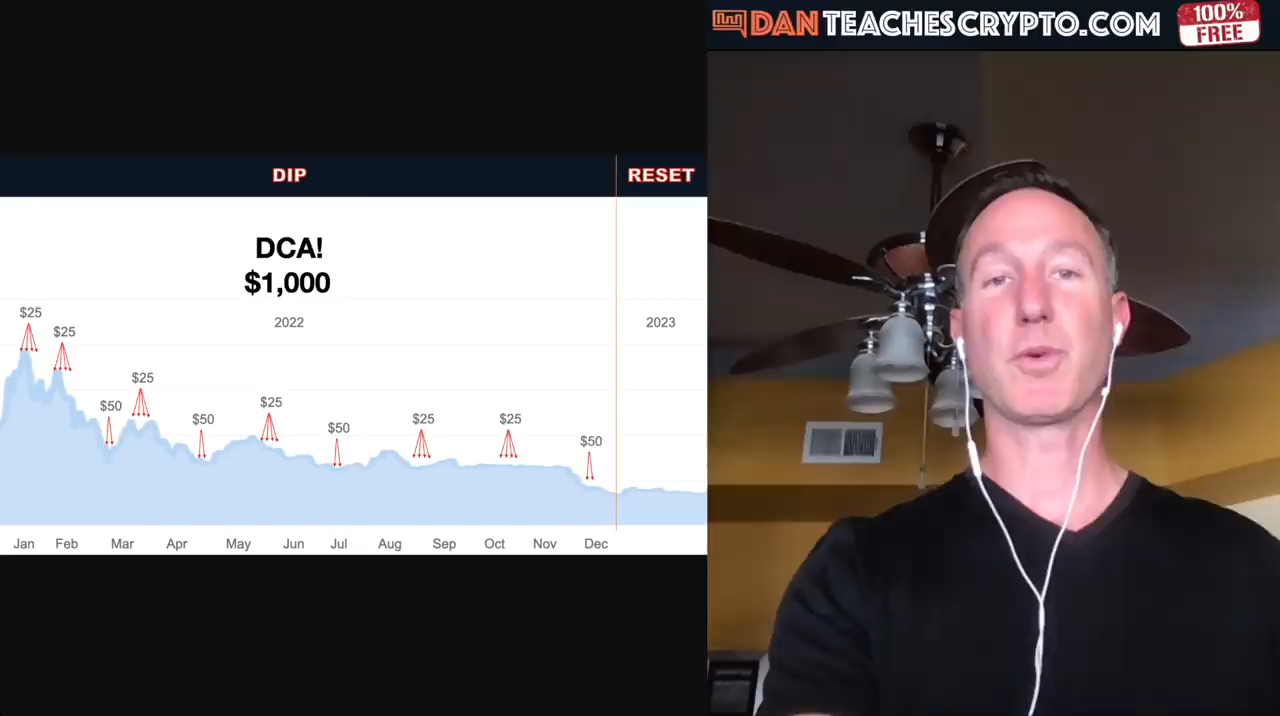 DANTEACHESCRYPTO.COM
100%
FREE
DIP
RESET
DCA!
$1,000
2022
2023
$25
$25
$50
$25
$50
$25
$50
$25
$25
$50
Jan Feb Mar Apr May Jun Jul Aug Sep Oct Nov Dec